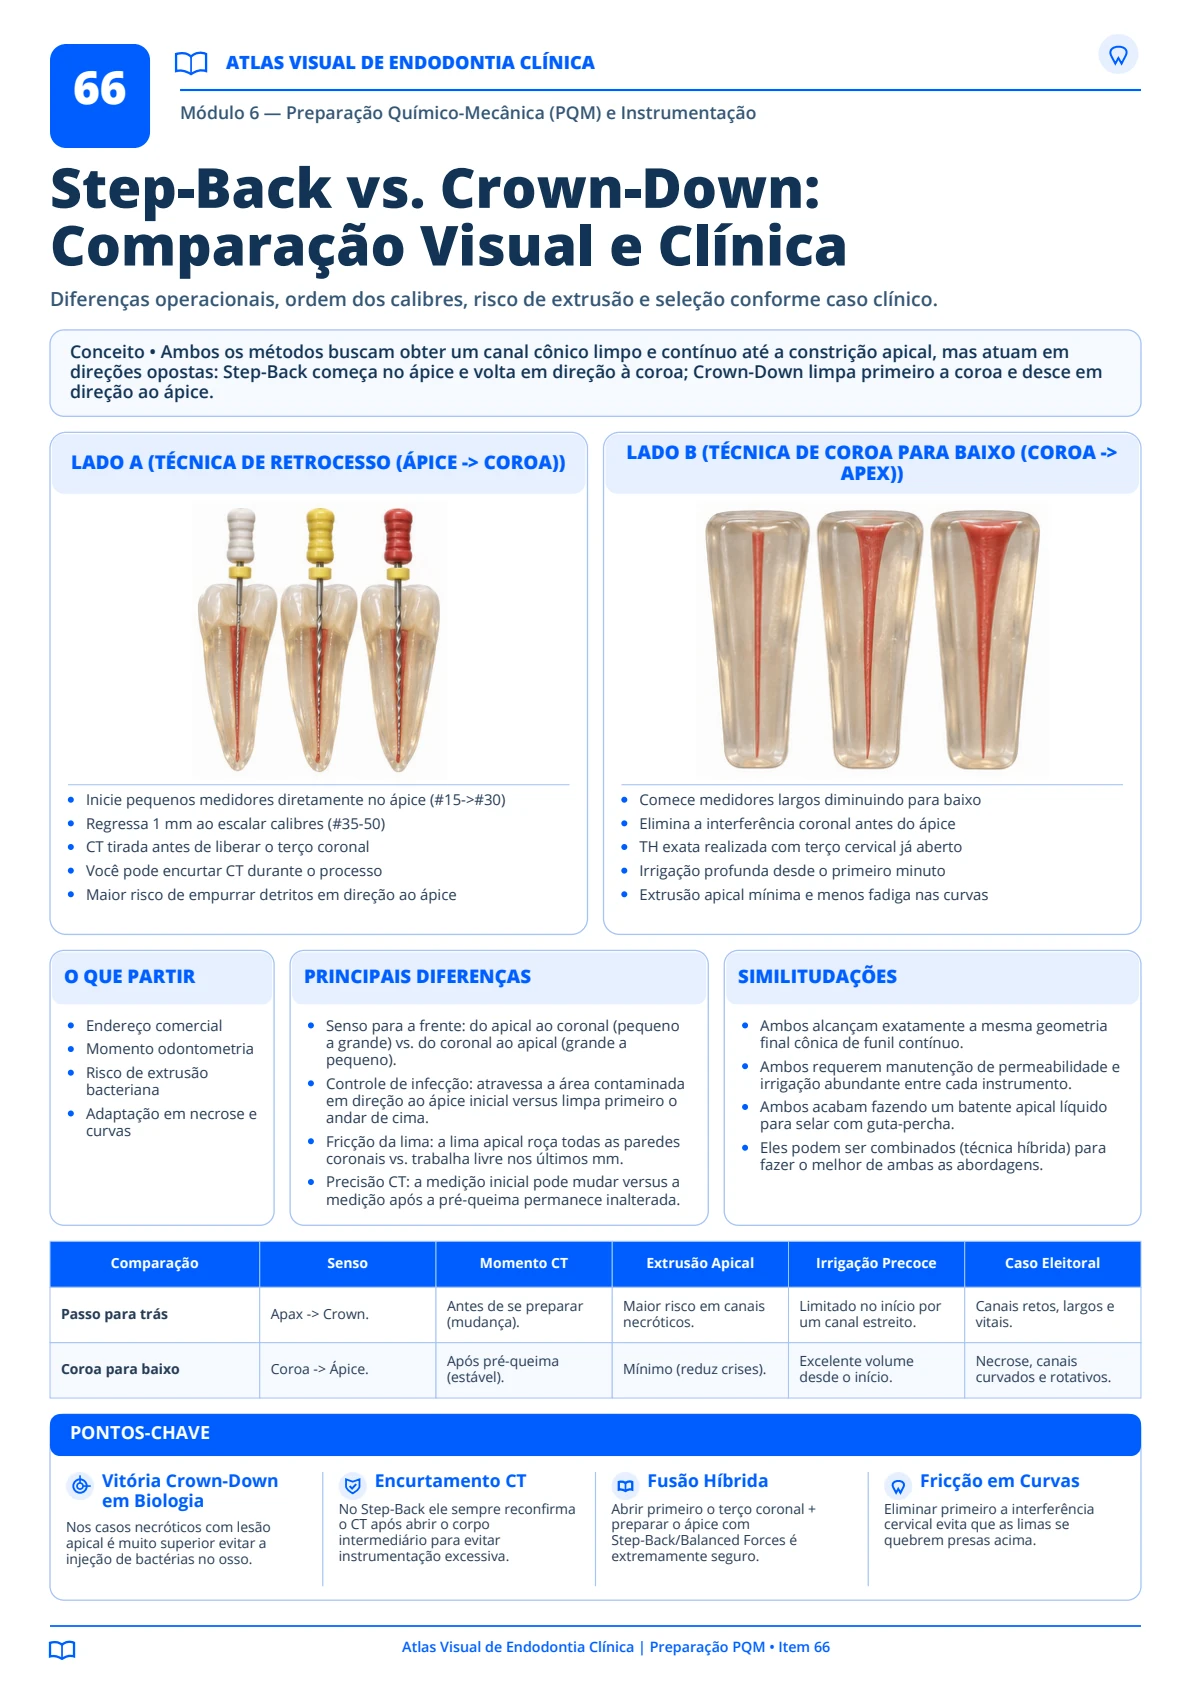 66
ATLAS VISUAL DE ENDODONTIA CLÍNICA
Módulo 6 — Preparação Químico-Mecânica (PQM) e Instrumentação
Step-Back vs. Crown-Down:
Comparação Visual e Clínica
Diferenças operacionais, ordem dos calibres, risco de extrusão e seleção conforme caso clínico.
Conceito • Ambos os métodos buscam obter um canal cônico limpo e contínuo até a constrição apical, mas atuam em
direções opostas: Step-Back começa no ápice e volta em direção à coroa; Crown-Down limpa primeiro a coroa e desce em
direção ao ápice.
LADO A (TÉCNICA DE RETROCESSO (ÁPICE -> COROA))
• Inicie pequenos medidores diretamente no ápice (#15->#30)
• Regressa 1 mm ao escalar calibres (#35-50)
• CT tirada antes de liberar o terço coronal
• Você pode encurtar CT durante o processo
• Maior risco de empurrar detritos em direção ao ápice
LADO B (TÉCNICA DE COROA PARA BAIXO (COROA ->
APEX))
• Comece medidores largos diminuindo para baixo
• Elimina a interferência coronal antes do ápice
• TH exata realizada com terço cervical já aberto
• Irrigação profunda desde o primeiro minuto
• Extrusão apical mínima e menos fadiga nas curvas
O QUE PARTIR
• Endereço comercial
• Momento odontometria
• Risco de extrusão
bacteriana
• Adaptação em necrose e
curvas
PRINCIPAIS DIFERENÇAS
• Senso para a frente: do apical ao coronal (pequeno
a grande) vs. do coronal ao apical (grande a
pequeno).
• Controle de infecção: atravessa a área contaminada
em direção ao ápice inicial versus limpa primeiro o
andar de cima.
• Fricção da lima: a lima apical roça todas as paredes
coronais vs. trabalha livre nos últimos mm.
• Precisão CT: a medição inicial pode mudar versus a
medição após a pré-queima permanece inalterada.
SIMILITUDAÇÕES
• Ambos alcançam exatamente a mesma geometria
final cônica de funil contínuo.
• Ambos requerem manutenção de permeabilidade e
irrigação abundante entre cada instrumento.
• Ambos acabam fazendo um batente apical líquido
para selar com guta-percha.
• Eles podem ser combinados (técnica híbrida) para
fazer o melhor de ambas as abordagens.
Comparação Senso Momento CT Extrusão Apical Irrigação Precoce Caso Eleitoral
Passo para trás
Apax -> Crown.
Antes de se preparar
(mudança).
Maior risco em canais
necróticos.
Limitado no início por
um canal estreito.
Canais retos, largos e
vitais.
Coroa para baixo
Coroa -> Ápice.
Após pré-queima
(estável).
Mínimo (reduz crises).
Excelente volume
desde o início.
Necrose, canais
curvados e rotativos.
PONTOS-CHAVE
Vitória Crown-Down
em Biologia
Nos casos necróticos com lesão
apical é muito superior evitar a
injeção de bactérias no osso.
Encurtamento CT
No Step-Back ele sempre reconfirma
o CT após abrir o corpo
intermediário para evitar
instrumentação excessiva.
Fusão Híbrida
Abrir primeiro o terço coronal +
preparar o ápice com
Step-Back/Balanced Forces é
extremamente seguro.
Fricção em Curvas
Eliminar primeiro a interferência
cervical evita que as limas se
quebrem presas acima.
Atlas Visual de Endodontia Clínica | Preparação PQM • Item 66